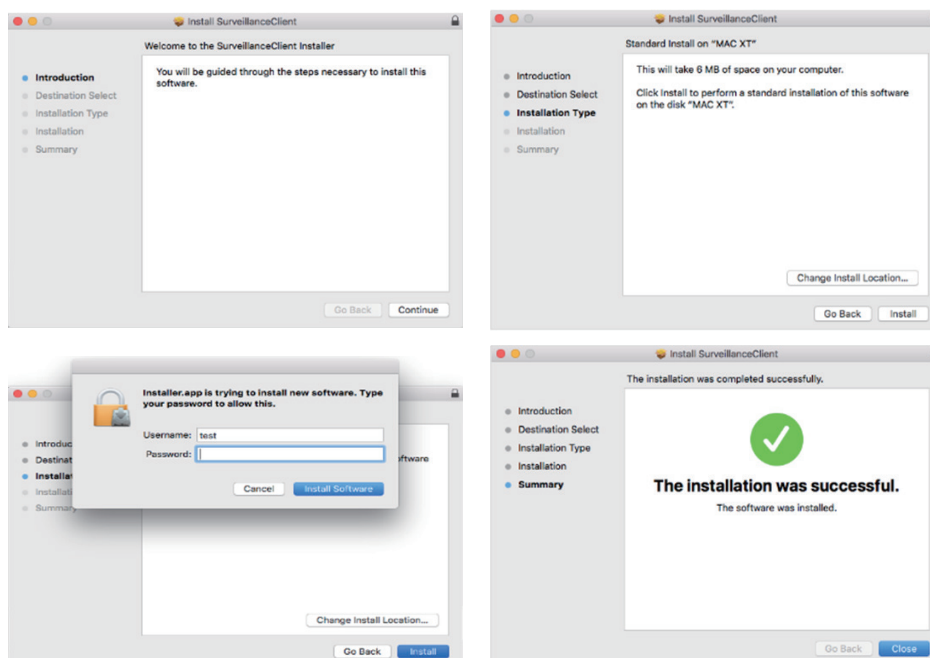 Install SurveillanceClient
Welcome to the SurveillanceClient Installer
Introduction
Destination Select
Installation Type
Installation
Summary
You will be guided through the steps necessary to install this
software.
Go Back
Continue
Install SurveillanceClient
Standard Install on “MAC XT”
Introduction
Destination Select
Installation Type
Installation
Summary
This will take 6 MB of space on your computer.
Click Install to perform a standard installation of this software
on the disk “MAC XT”.
Change Install Location...
Go Back
Install
Installer.app is trying to install new software. Type
your password to allow this.
Username: test
Password:
Cancel
Install Software
Introduc
Destinat
Installat
Installati
Summary
oftware
Change Install Location...
Go Back
Install
Install SurveillanceClient
The installation was completed successfully.
Introduction
Destination Select
Installation Type
Installation
Summary
The installation was successful.
The software was installed.
Go Back
Close